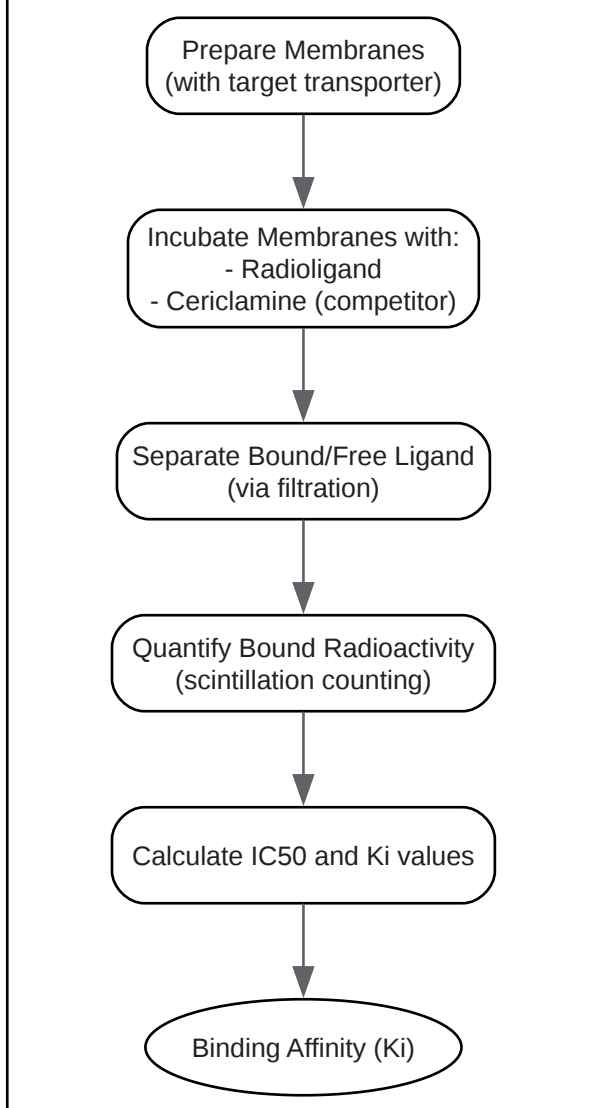 Prepare Membranes
(with target transporter)
Incubate Membranes with:
- Radioligand
- Cericlamine (competitor)
Separate Bound/Free Ligand
(via filtration)
Quantify Bound Radioactivity
(scintillation counting)
Calculate IC50 and Ki values
Binding Affinity (Ki)